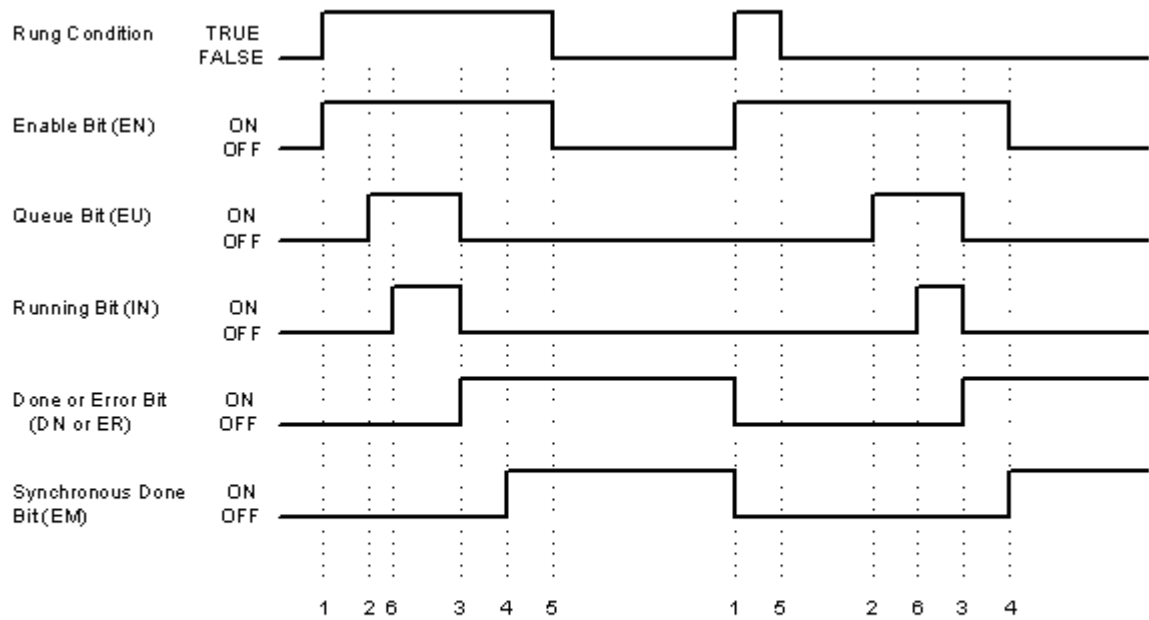 Rung Condition TRUE
FALSE
Enable Bit (EN) ON
OFF
Queue Bit (EU) ON
OFF
Running Bit (IN) ON
OFF
Done or Error Bit ON
(DN or ER) OFF
Synchronous Done ON
Bit (EM) OFF
1 2 6 3 4 5 1 5 2 6 3 4